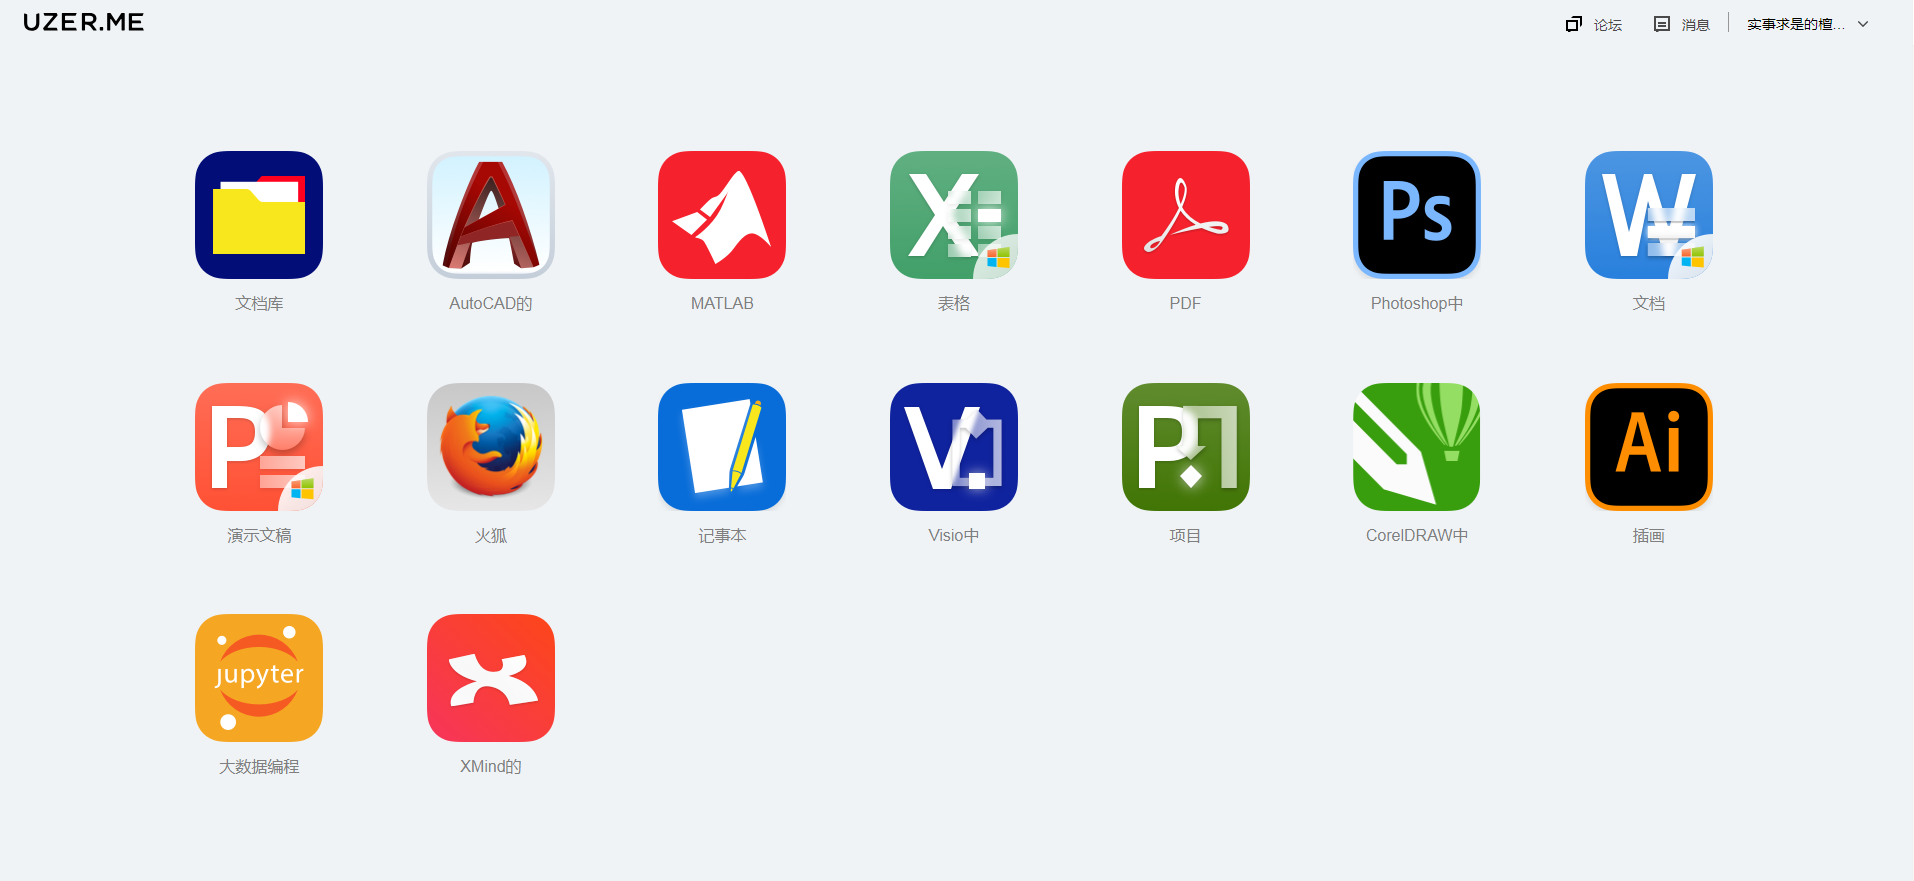 UZER.ME
论坛
消息
实事求是的檀...
文档库
AutoCAD的
MATLAB
表格
PDF
Ps
Photoshop中
文档
演示文稿
火狐
记事本
Visio中
项目
CorelDRAW中
Ai
插画
jupyter
大数据编程
XMind的